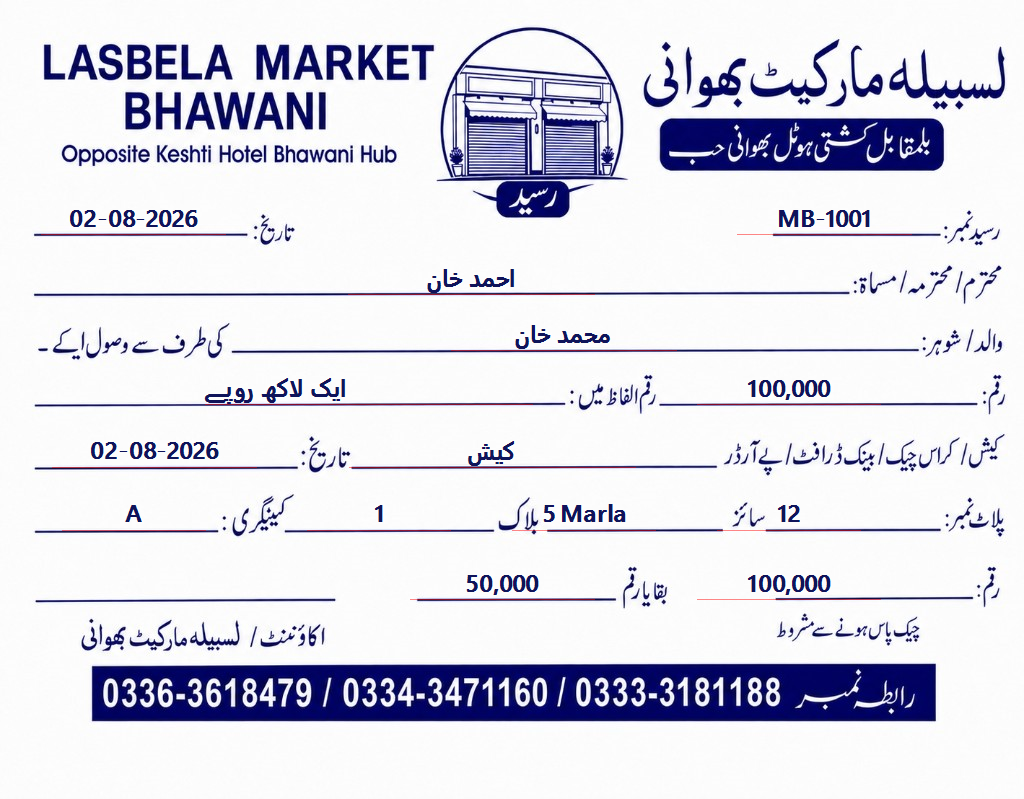 LASBELA MARKET
BHAWANI
Opposite Keshti Hotel Bhawani Hub
لسبیلہ مارکیٹ بھوانی
بلمقابل کشتی ہوٹل بھوانی حب
رسید
رسید نمبر: MB-1001 تاریخ: 02-08-2026
محترم/محترمہ/مسماۃ: احمد خان
والد/شوہر: محمد خان کی طرف سے وصول ایکے -
رقم: 100,000 رقم الفاظ میں: ایک لاکھ روپے
کیش/کراس چیک/بینک ڈرافٹ/پے آرڈر کیش تاریخ: 02-08-2026
پلاٹ نمبر: 12 سائز 5 Marla بلاک 1 کیٹیگری: A
رقم: 100,000 بقایا رقم 50,000
چیک پاس ہونے سے مشروط
اکاؤنٹنٹ/لسبیلہ مارکیٹ بھوانی
رابطہ نمبر 0333-3181188 / 0334-3471160 / 0336-3618479